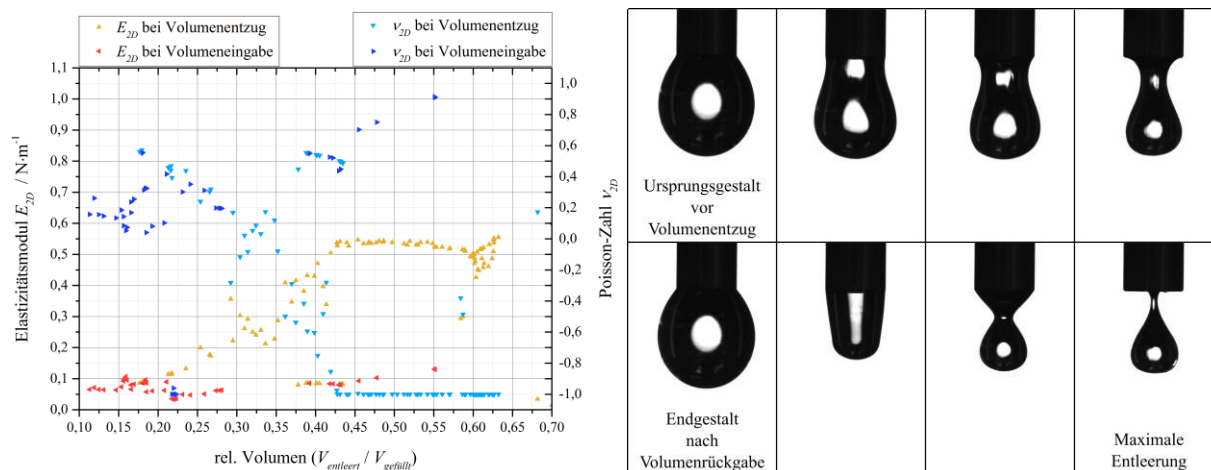 E2D bei Volumenentzug
E2D bei Volumeneingabe
ν2D bei Volumenentzug
ν2D bei Volumeneingabe
Elastizitätsmodul E2D / N·m-1
1,1
1,0
0,9
0,8
0,7
0,6
0,5
0,4
0,3
0,2
0,1
0,0
0,10 0,15 0,20 0,25 0,30 0,35 0,40 0,45 0,50 0,55 0,60 0,65 0,70
rel. Volumen (Ventleert / Vgefüllt)
1,0
0,8
0,6
0,4
0,2
0,0
-0,2
-0,4
-0,6
-0,8
-1,0
Poisson-Zahl ν2D
Ursprungsgestalt
vor
Volumenentzug
Endgestalt
nach
Volumenrückgabe
Maximale
Entleerung